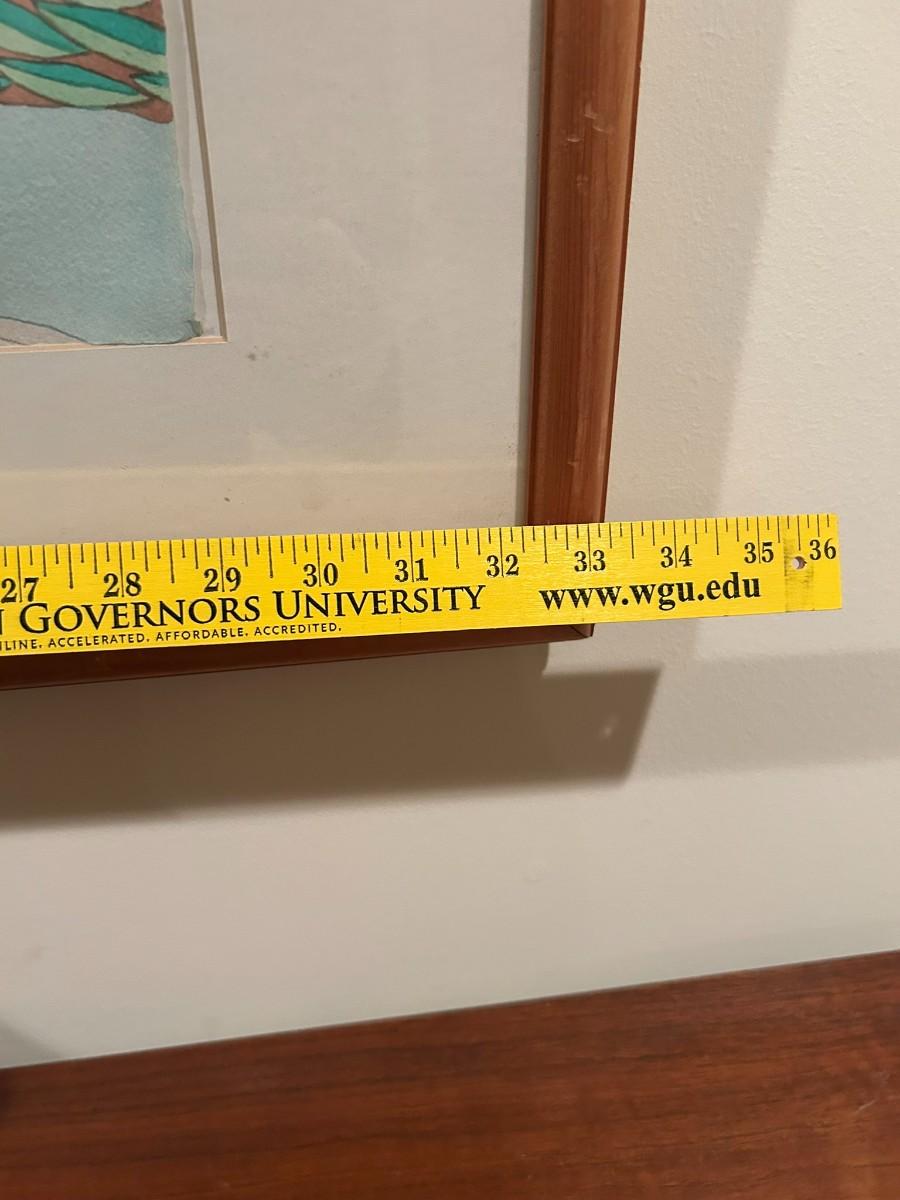 27 28 29 30 31 32 33 34 35 36
GOVERNORS UNIVERSITY www.wgu.edu
ACCELERATED. AFFORDABLE. ACCREDITED.